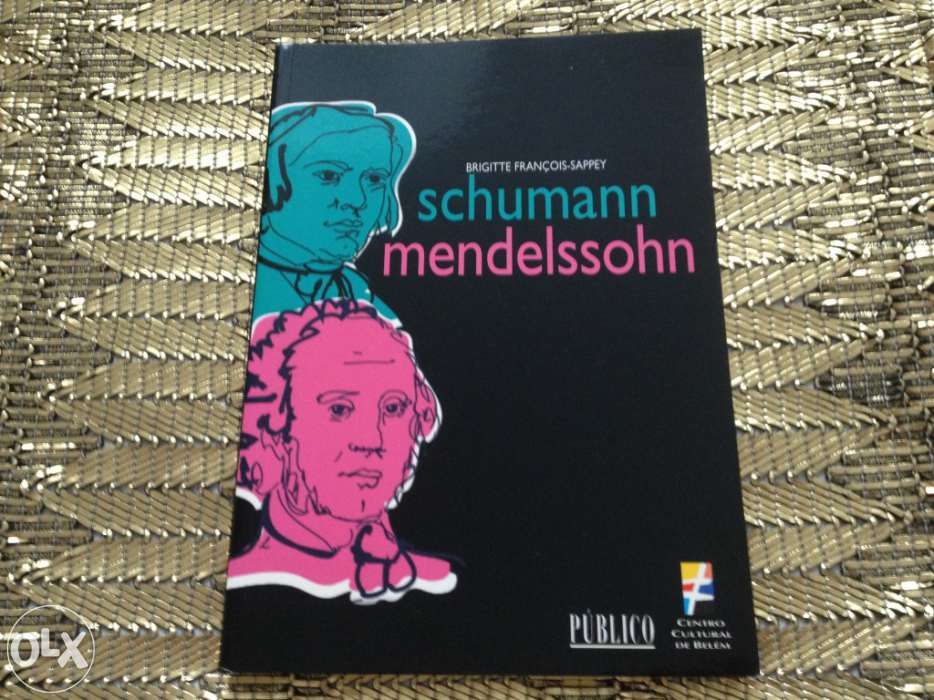 BRIGITTE FRANÇOIS-SAPPEY
schumann
mendelssohn
PÚBLICO
CENTRO
CULTURAL
DE BELÉM
OLX